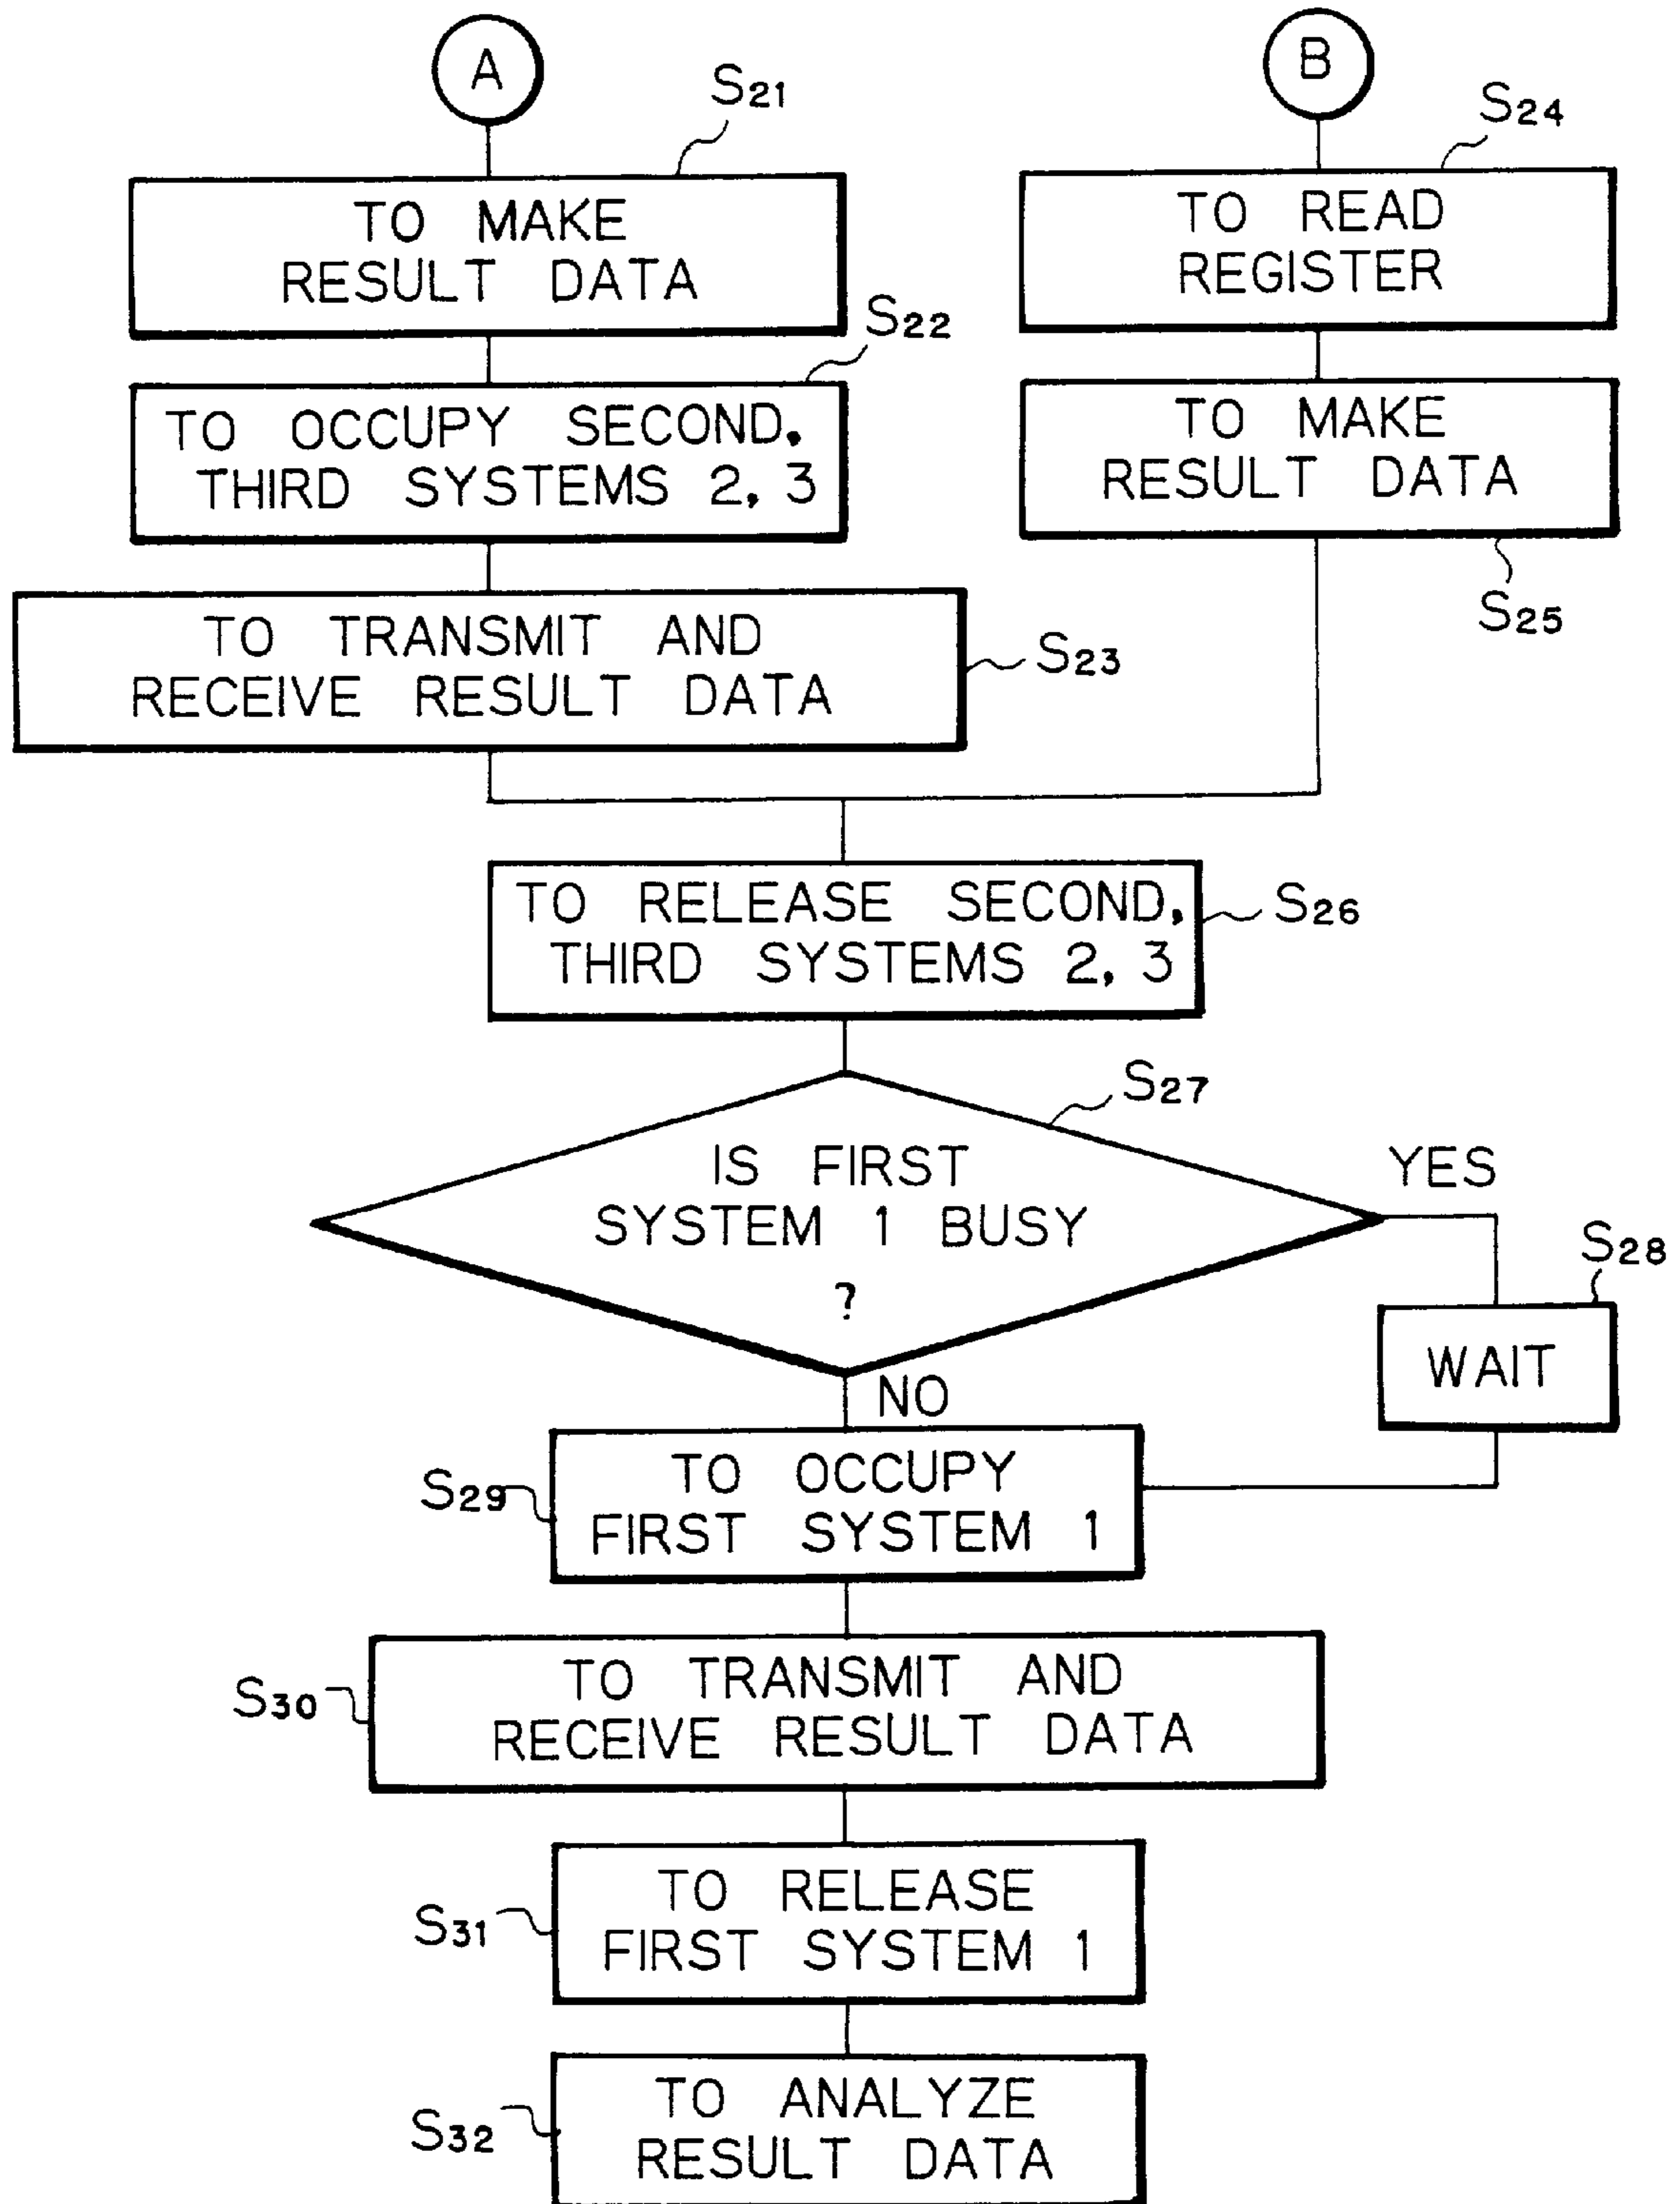 A
B
S21
S24
TO MAKE
RESULT DATA
TO READ
REGISTER
S22
TO OCCUPY SECOND,
THIRD SYSTEMS 2, 3
TO MAKE
RESULT DATA
S25
TO TRANSMIT AND
RECEIVE RESULT DATA
S23
TO RELEASE SECOND,
THIRD SYSTEMS 2, 3
S26
S27
IS FIRST
SYSTEM 1 BUSY
?
YES
S28
WAIT
NO
S29
TO OCCUPY
FIRST SYSTEM 1
S30
TO TRANSMIT AND
RECEIVE RESULT DATA
S31
TO RELEASE
FIRST SYSTEM 1
S32
TO ANALYZE
RESULT DATA